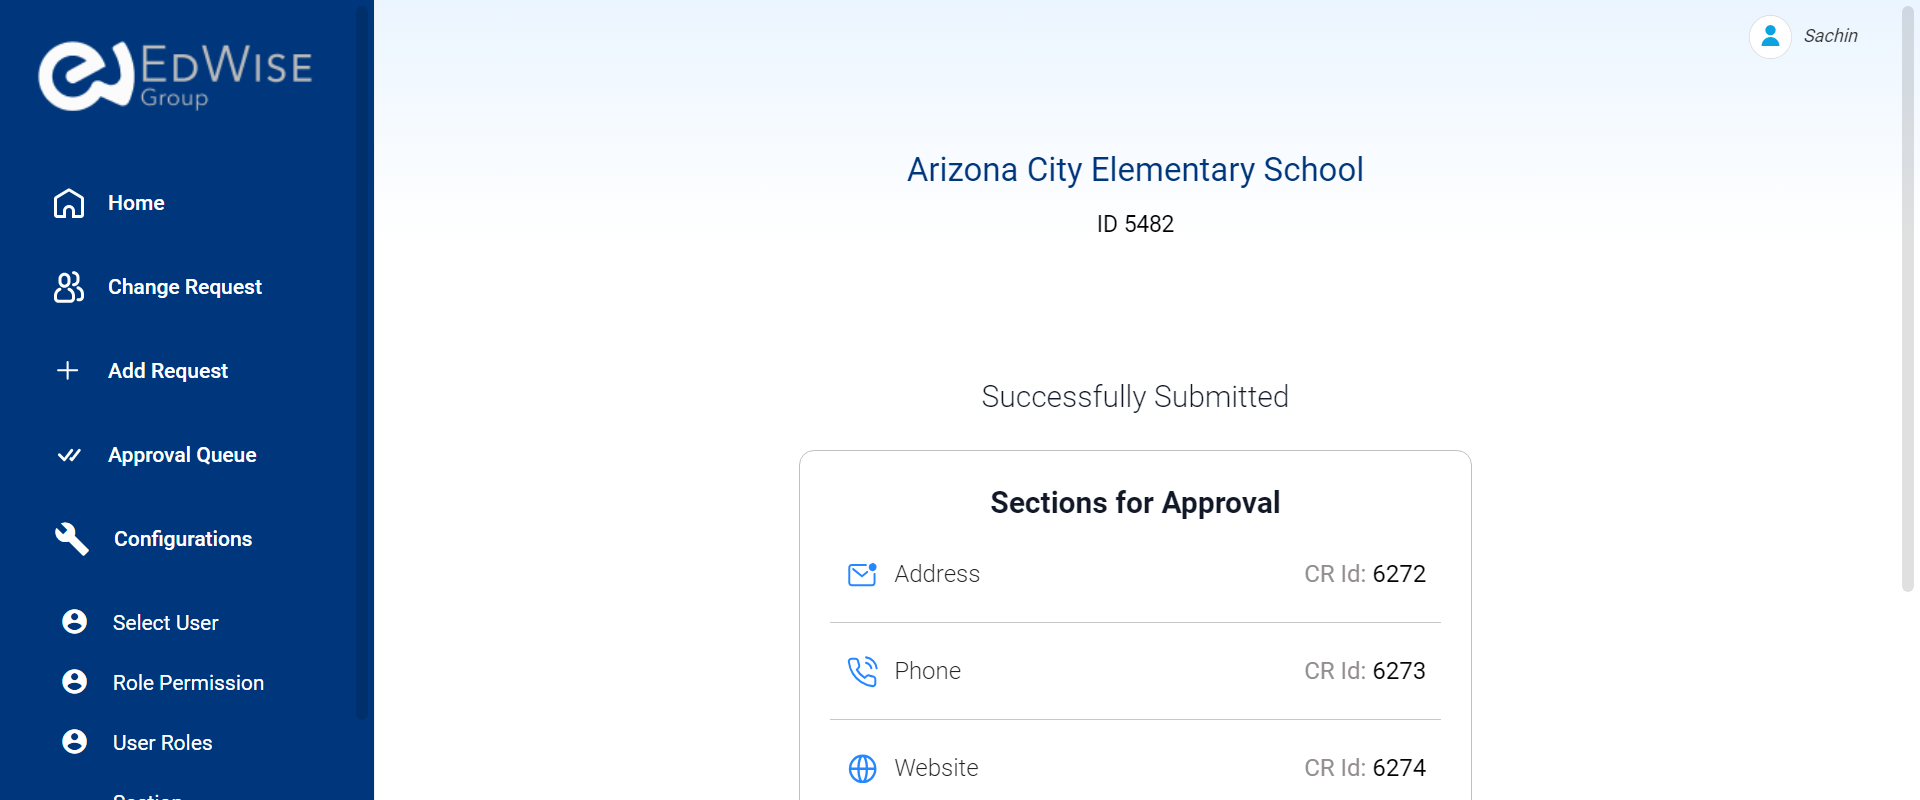 EDWISE
Group
Home
Change Request
Add Request
Approval Queue
Configurations
Select User
Role Permission
User Roles
Section
Sachin
Arizona City Elementary School
ID 5482
Successfully Submitted
Sections for Approval
Address CR Id: 6272
Phone CR Id: 6273
Website CR Id: 6274